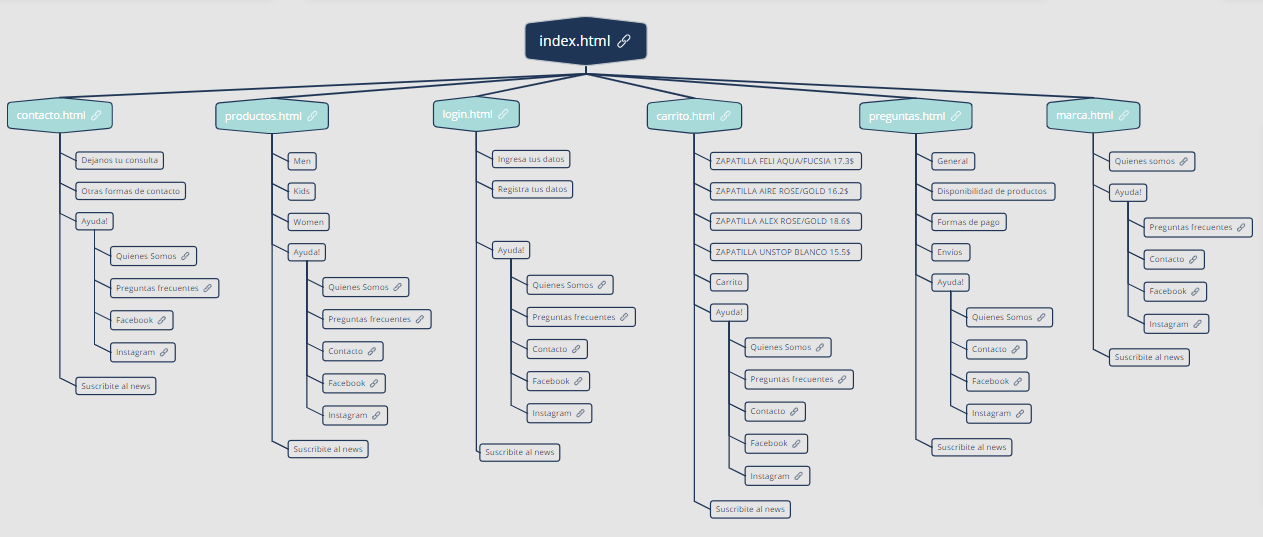 index.html
contacto.html
Dejanos tu consulta
Otras formas de contacto
Ayuda!
Quienes Somos
Preguntas frecuentes
Facebook
Instagram
Suscribite al news
productos.html
Men
Kids
Women
Ayuda!
Quienes Somos
Preguntas frecuentes
Contacto
Facebook
Instagram
Suscribite al news
login.html
Ingresa tus datos
Registra tus datos
Ayuda!
Quienes Somos
Preguntas frecuentes
Contacto
Facebook
Instagram
Suscribite al news
carrito.html
ZAPATILLA FELI AQUA/FUCSIA 17.3$
ZAPATILLA AIRE ROSE/GOLD 16.2$
ZAPATILLA ALEX ROSE/GOLD 18.6$
ZAPATILLA UNSTOP BLANCO 15.5$
Carrito
Ayuda!
Quienes Somos
Preguntas frecuentes
Contacto
Facebook
Instagram
Suscribite al news
preguntas.html
General
Disponibilidad de productos
Formas de pago
Envíos
Ayuda!
Quienes Somos
Contacto
Facebook
Instagram
Suscribite al news
marca.html
Quienes somos
Ayuda!
Preguntas frecuentes
Contacto
Facebook
Instagram
Suscribite al news